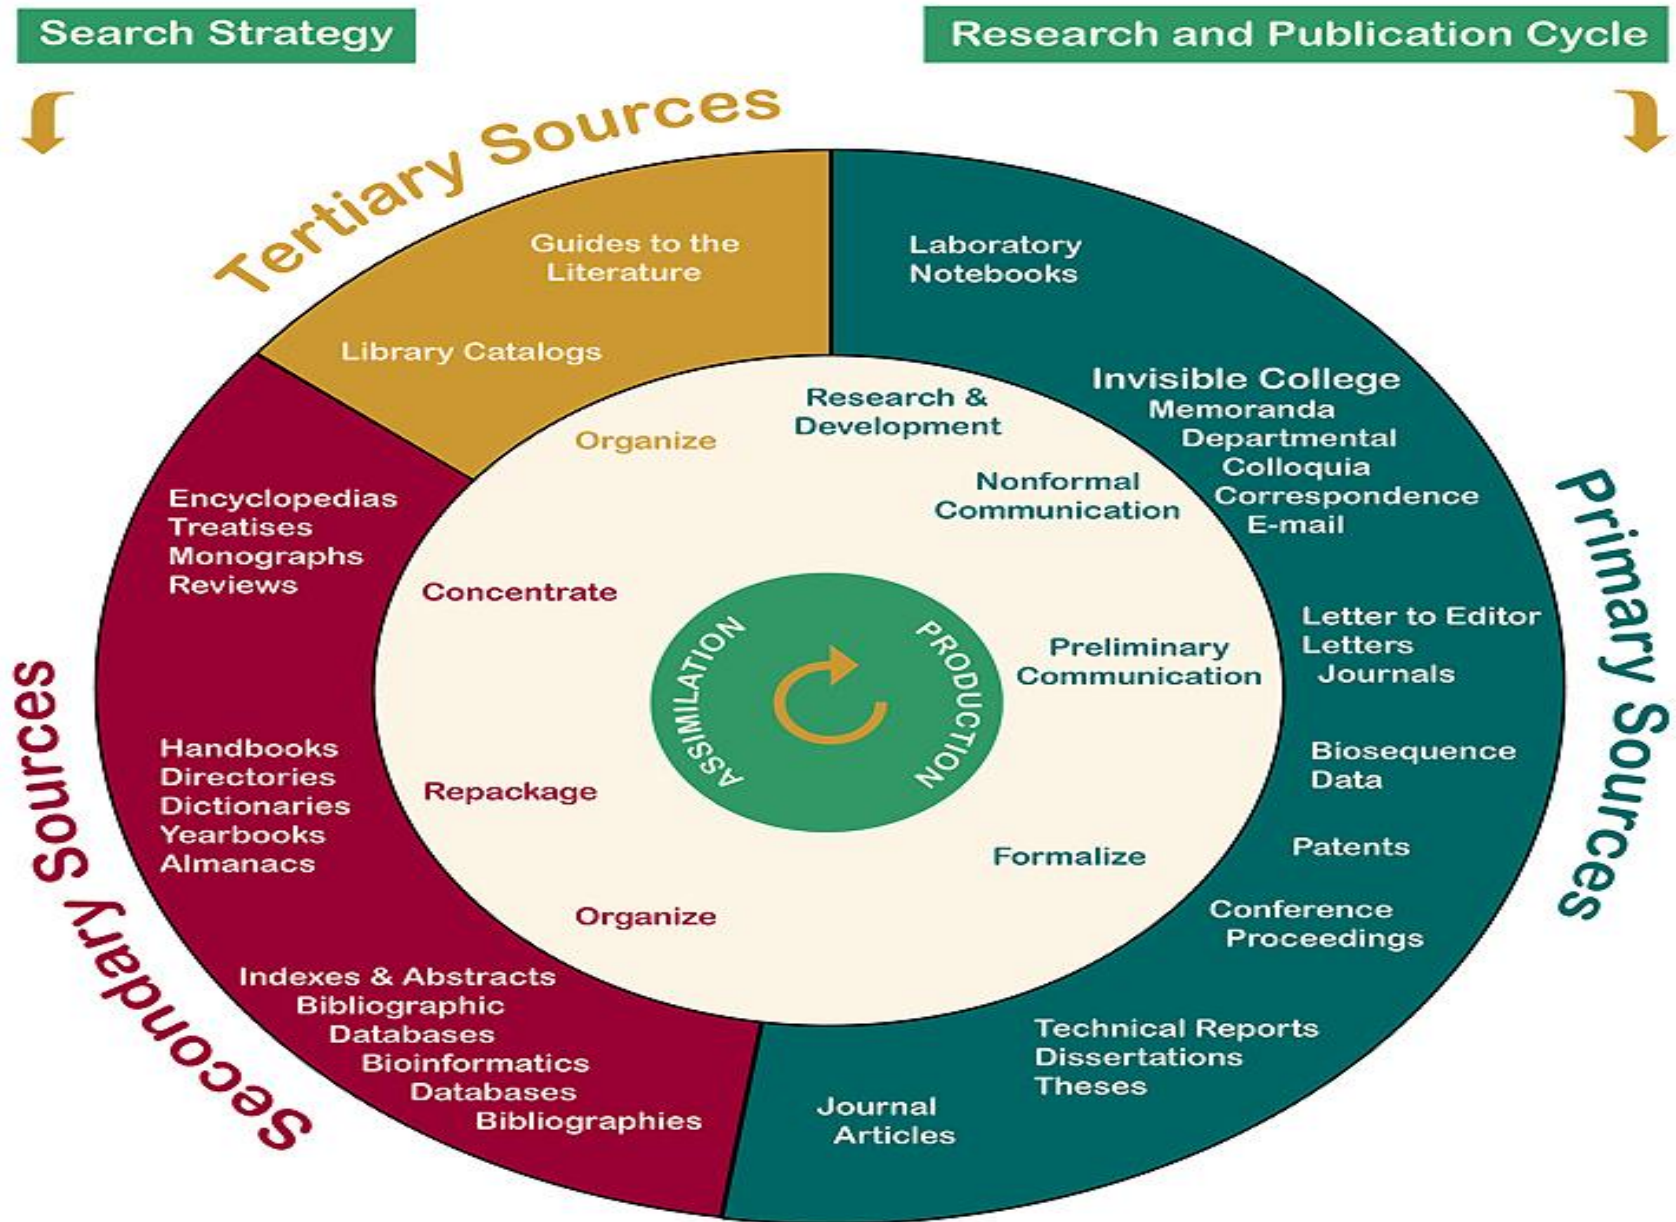 Search Strategy
Research and Publication Cycle
Tertiary Sources
Guides to the
Literature
Library Catalogs
Laboratory
Notebooks
Invisible College
Memoranda
Departmental
Colloquia
Correspondence
E-mail
Letter to Editor
Letters
Journals
Biosequence
Data
Patents
Conference
Proceedings
Technical Reports
Dissertations
Theses
Journal
Articles
Primary Sources
Encyclopedias
Treatises
Monographs
Reviews
Handbooks
Directories
Dictionaries
Yearbooks
Almanacs
Indexes & Abstracts
Bibliographic
Databases
Bioinformatics
Databases
Bibliographies
Secondary Sources
Organize
Research &
Development
Nonformal
Communication
Preliminary
Communication
Formalize
Concentrate
Repackage
Organize
ASSIMILATION
PRODUCTION